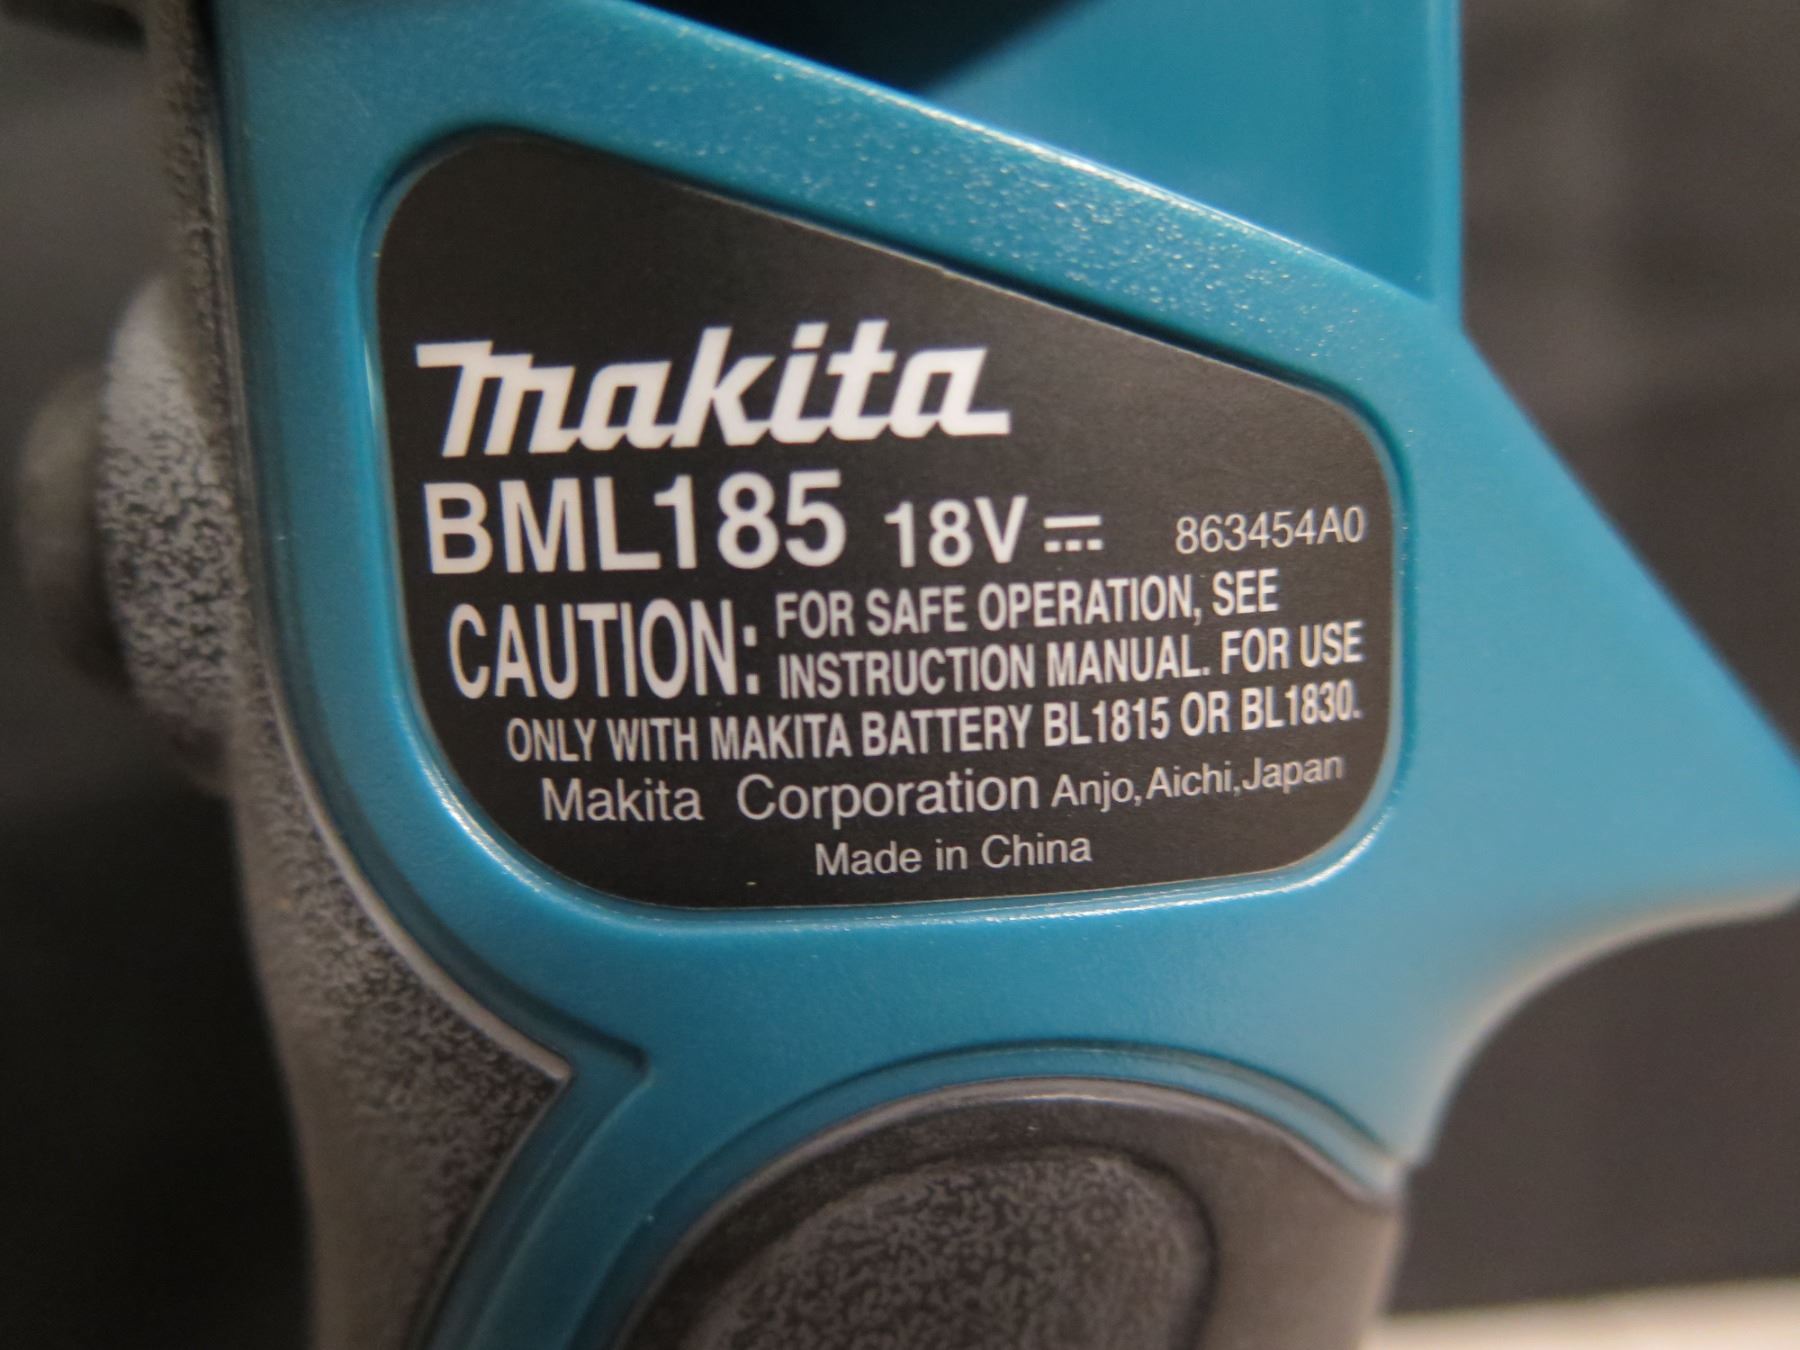 makita
BML185 18V ⎓ 863454A0
CAUTION: FOR SAFE OPERATION, SEE
INSTRUCTION MANUAL. FOR USE
ONLY WITH MAKITA BATTERY BL1815 OR BL1830.
Makita Corporation Anjo, Aichi, Japan
Made in China